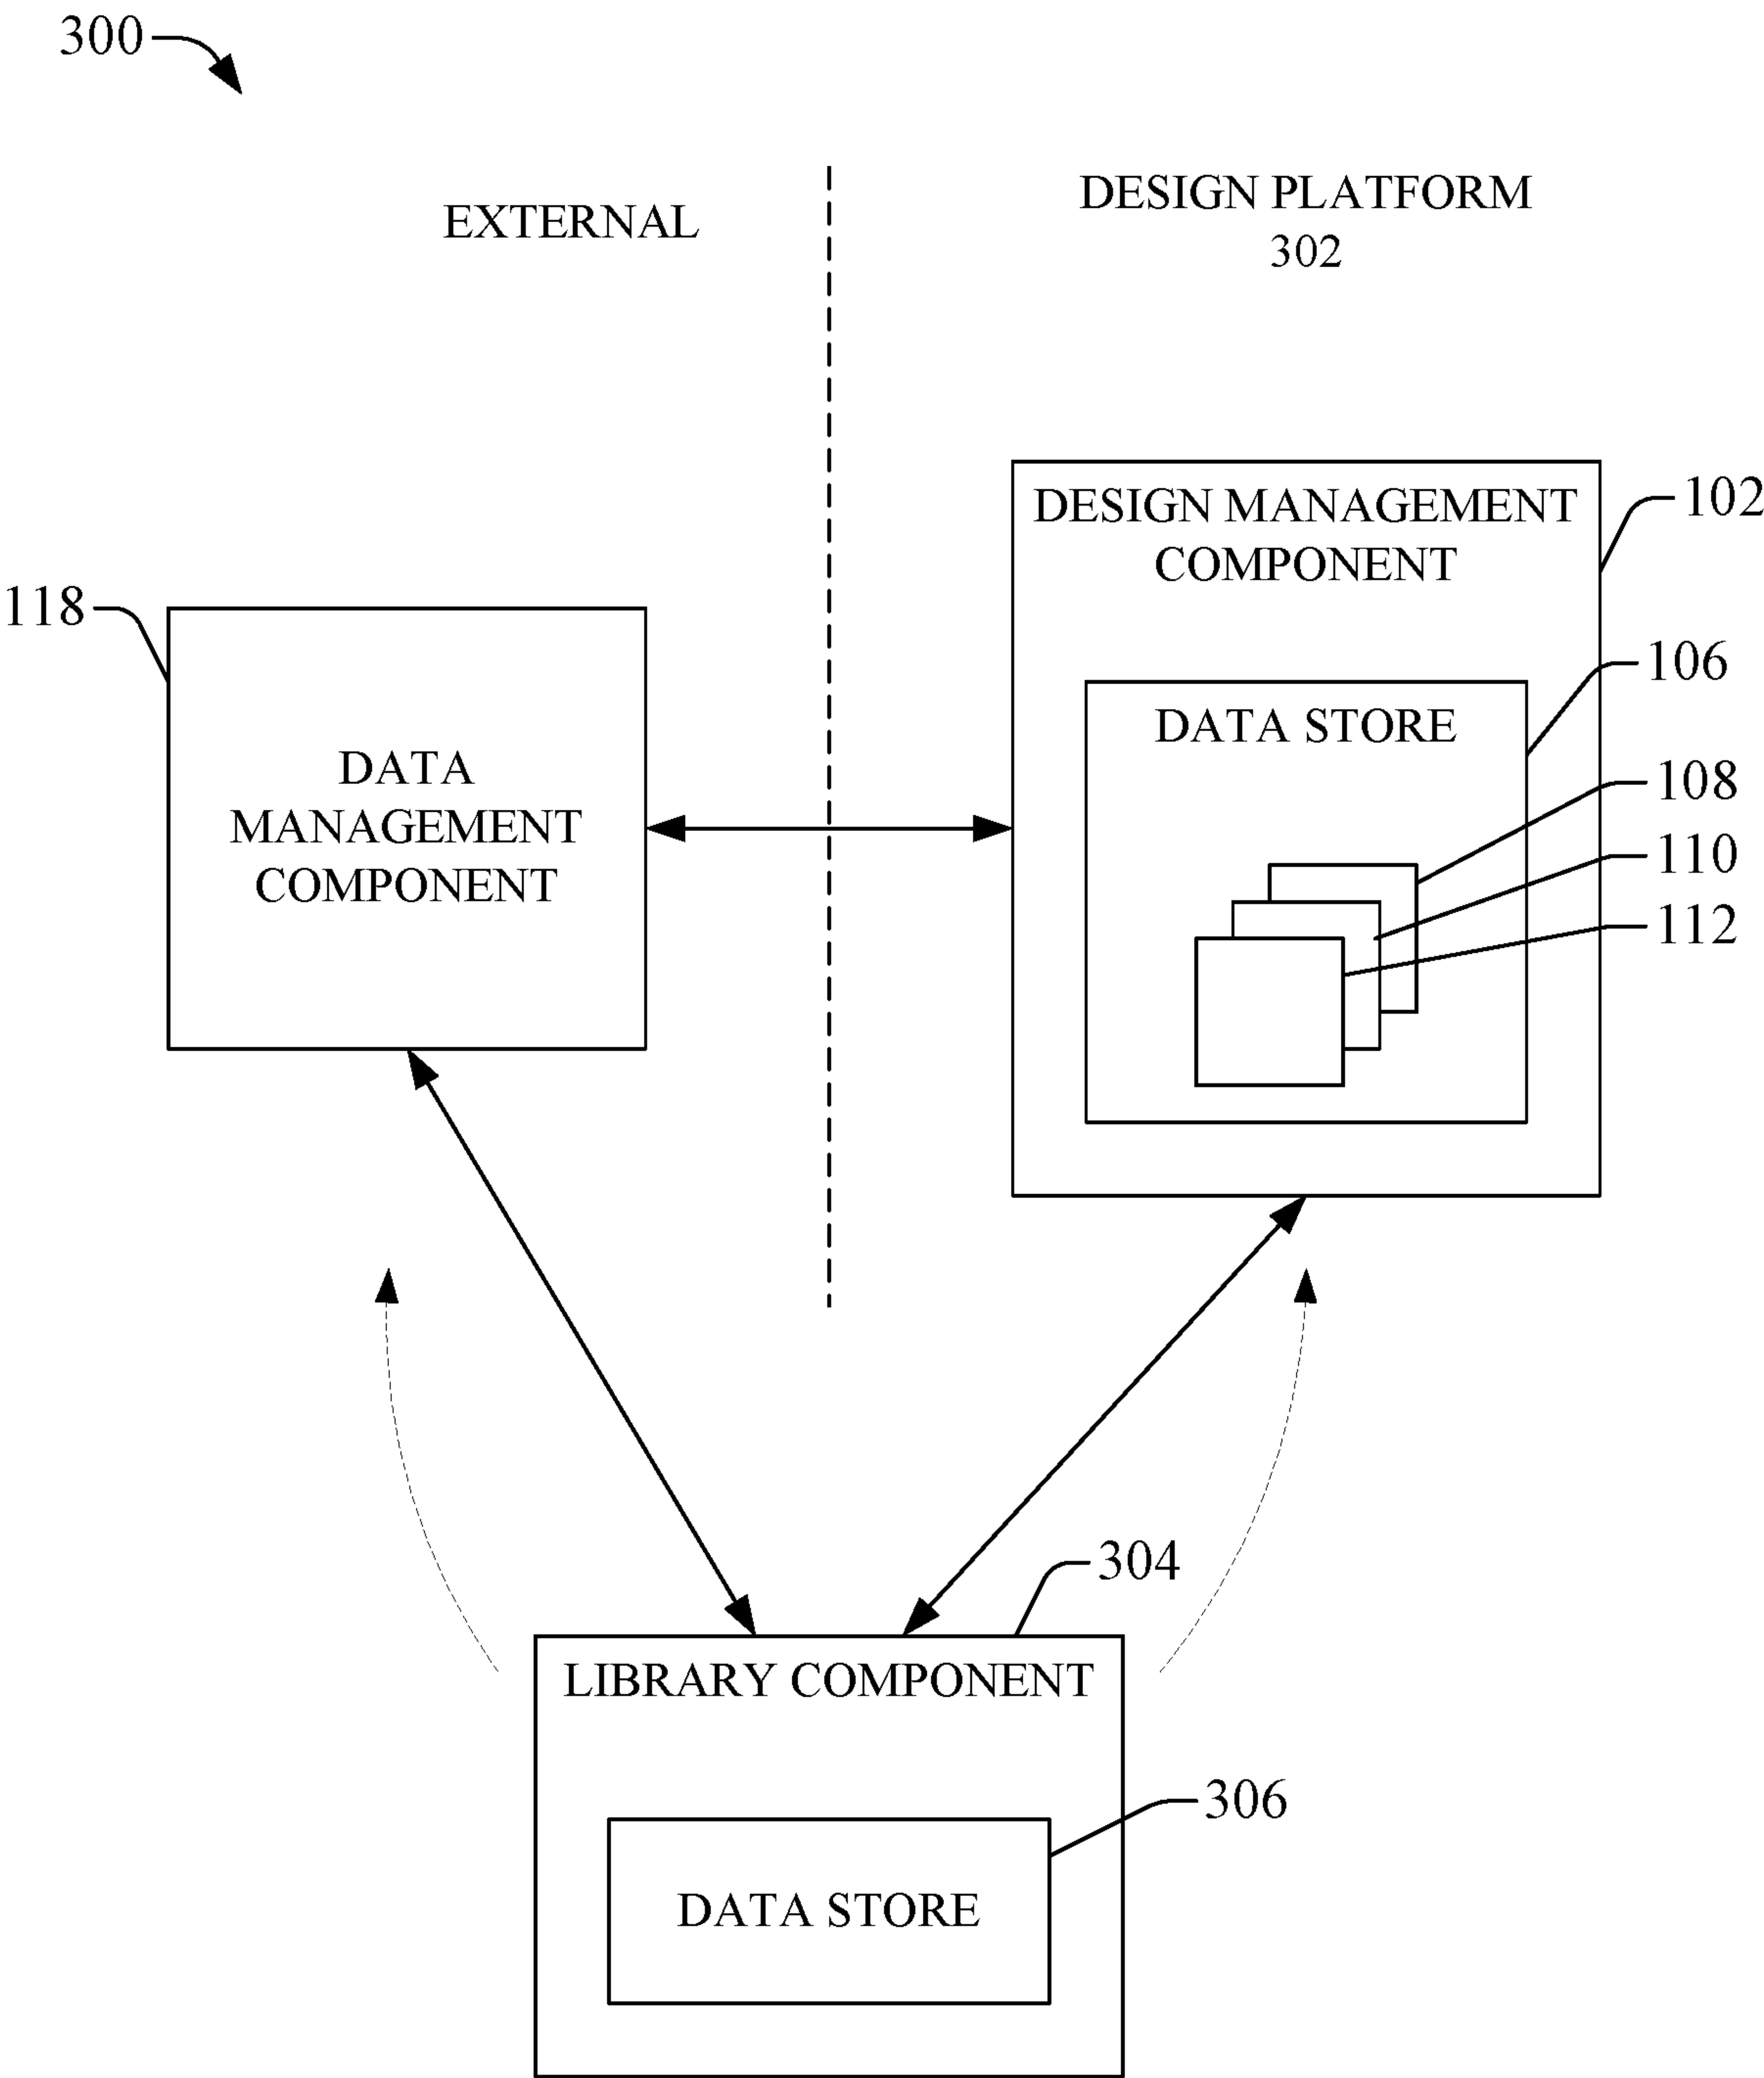 300
EXTERNAL
DESIGN PLATFORM
302
DESIGN MANAGEMENT
COMPONENT
102
118
106
DATA STORE
108
DATA
MANAGEMENT
COMPONENT
110
112
304
LIBRARY COMPONENT
306
DATA STORE